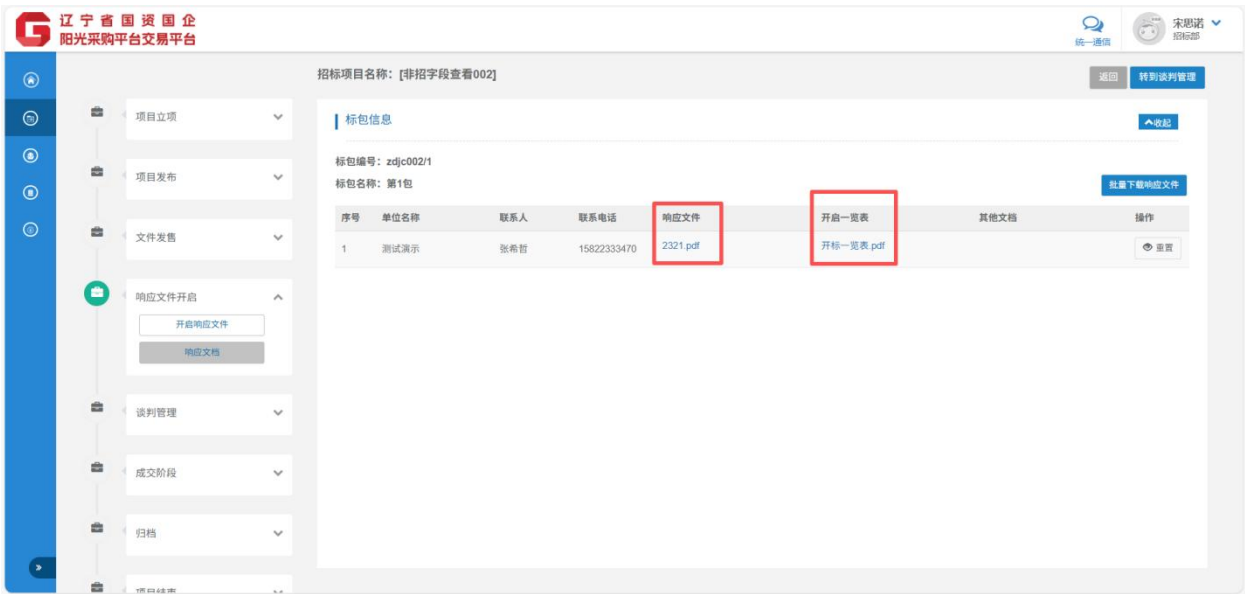 辽宁省国资国企
阳光采购平台交易平台
统一通信
宋思诺
招标部
招标项目名称：[非招字段查看002]
返回
转到谈判管理
项目立项
项目发布
文件发售
响应文件开启
开启响应文件
响应文档
谈判管理
成交阶段
归档
项目结束
标包信息
收起
标包编号：zdjc002/1
标包名称：第1包
批量下载响应文件
序号 单位名称 联系人 联系电话 响应文件 开启一览表 其他文档 操作
1 测试演示 张希哲 15822333470 2321.pdf 开标一览表.pdf 重置